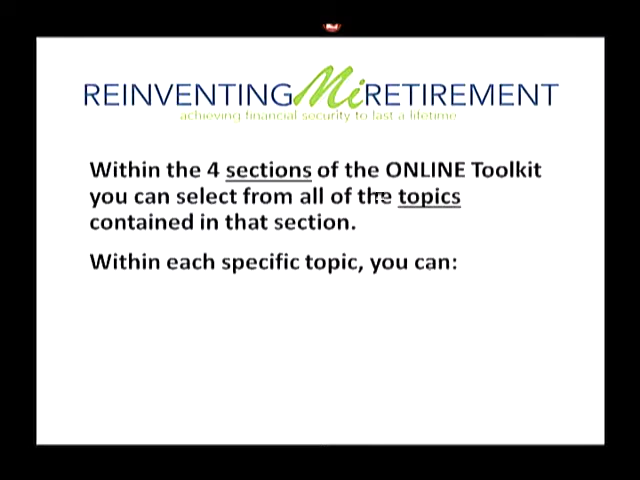 REINVENTING Mi RETIREMENT
achieving financial security to last a lifetime
Within the 4 sections of the ONLINE Toolkit
you can select from all of the topics
contained in that section.
Within each specific topic, you can: